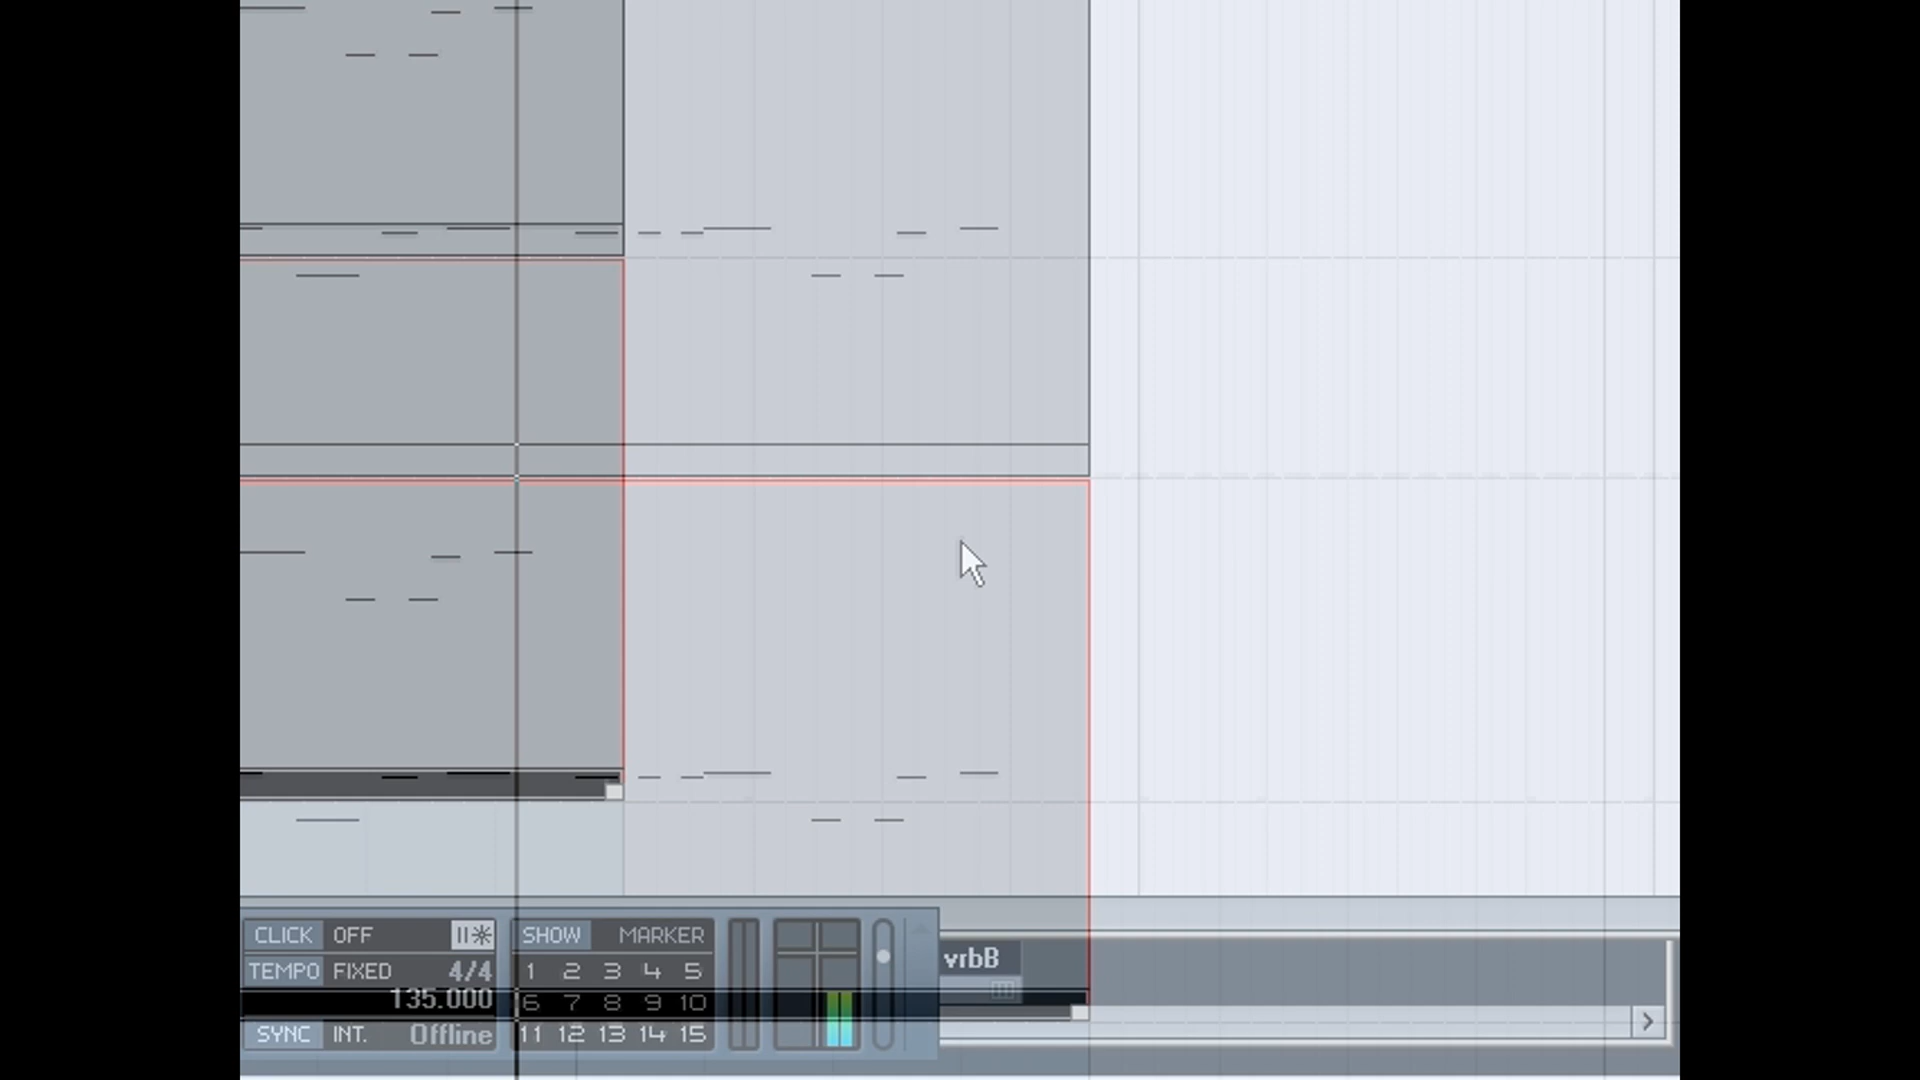 CLICK OFF SHOW MARKER
TEMPO FIXED 4/4 1 2 3 4 5
135.000 6 7 8 9 10
SYNC INT. Offline 11 12 13 14 15
vrbB